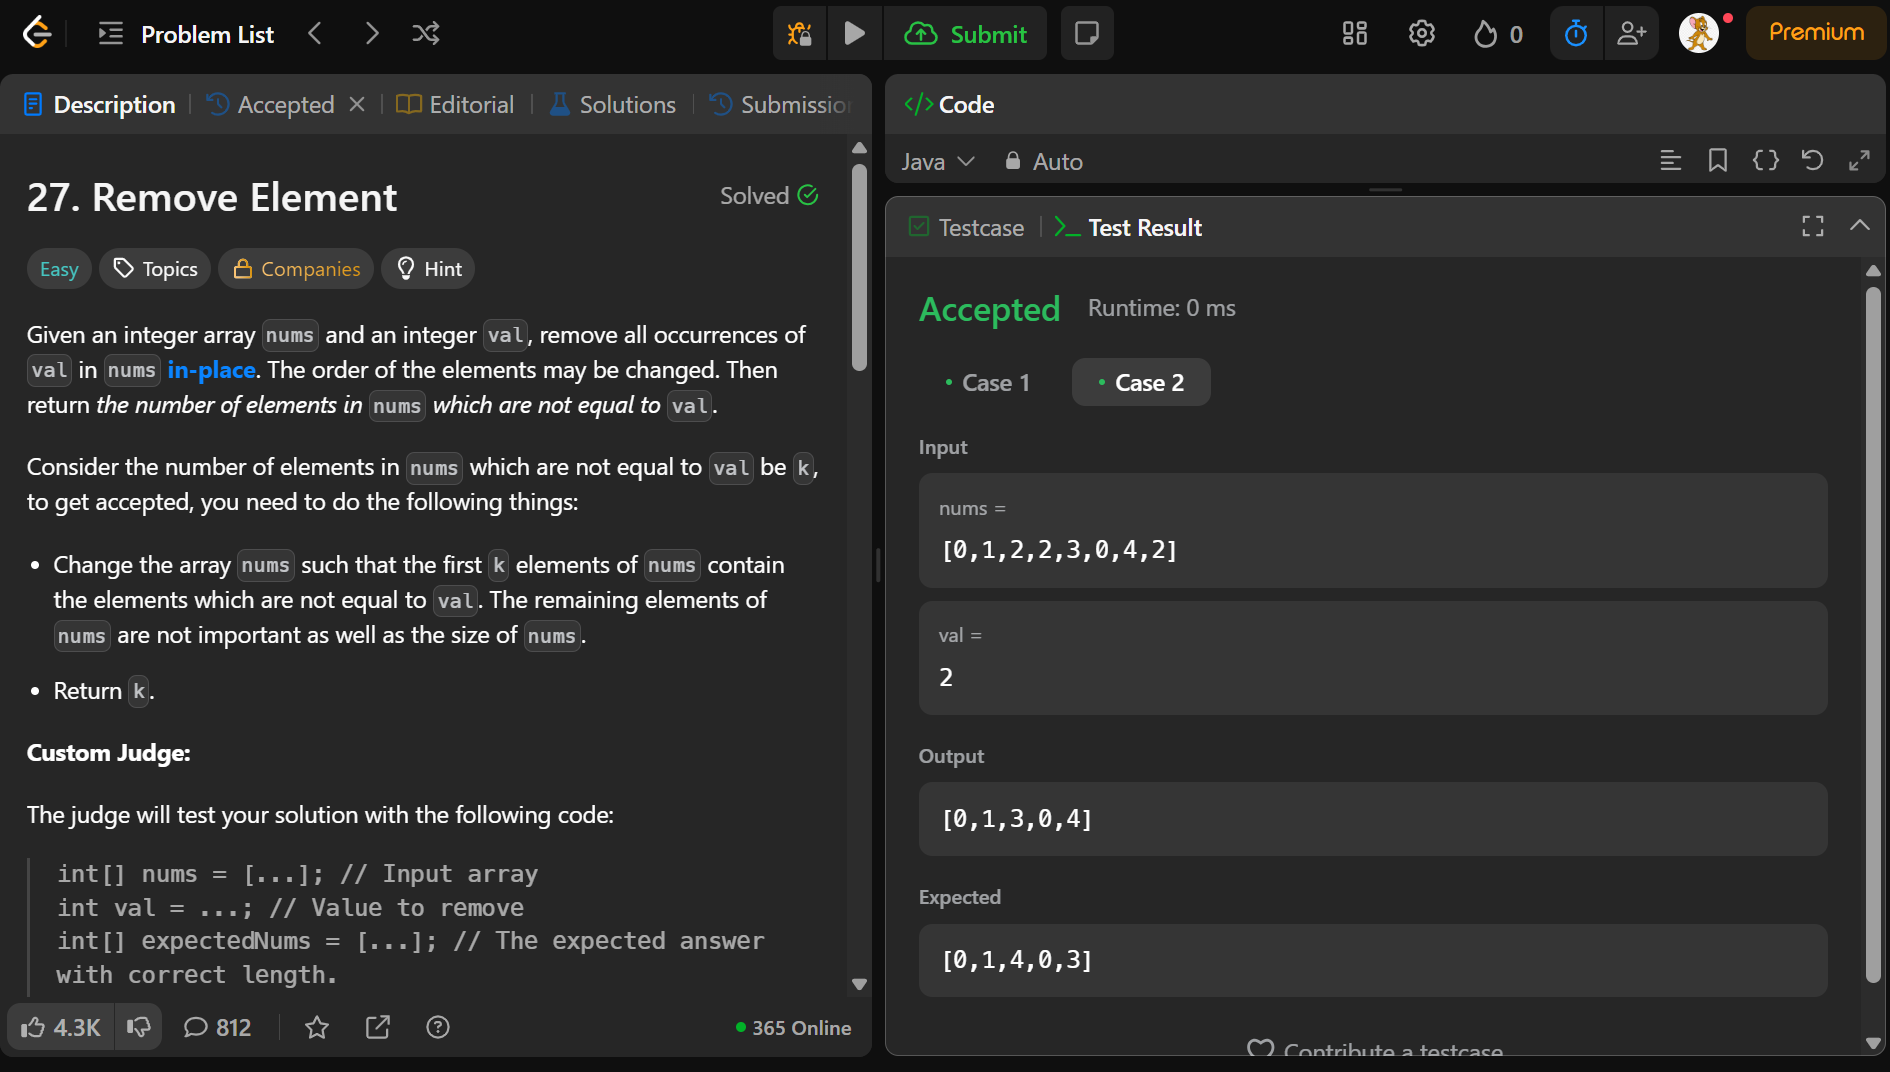 Problem List
Submit
0
Premium
Description
Accepted
Editorial
Solutions
Submission
27. Remove Element
Solved
Easy
Topics
Companies
Hint
Given an integer array nums and an integer val, remove all occurrences of
val in nums in-place. The order of the elements may be changed. Then
return the number of elements in nums which are not equal to val.
Consider the number of elements in nums which are not equal to val be k,
to get accepted, you need to do the following things:
• Change the array nums such that the first k elements of nums contain
the elements which are not equal to val. The remaining elements of
nums are not important as well as the size of nums.
• Return k.
Custom Judge:
The judge will test your solution with the following code:
int[] nums = [...]; // Input array
int val = ...; // Value to remove
int[] expectedNums = [...]; // The expected answer
with correct length.
4.3K
812
365 Online
</> Code
Java
Auto
Testcase
>_ Test Result
Accepted
Runtime: 0 ms
• Case 1
• Case 2
Input
nums =
[0,1,2,2,3,0,4,2]
val =
2
Output
[0,1,3,0,4]
Expected
[0,1,4,0,3]
Contribute a testcase